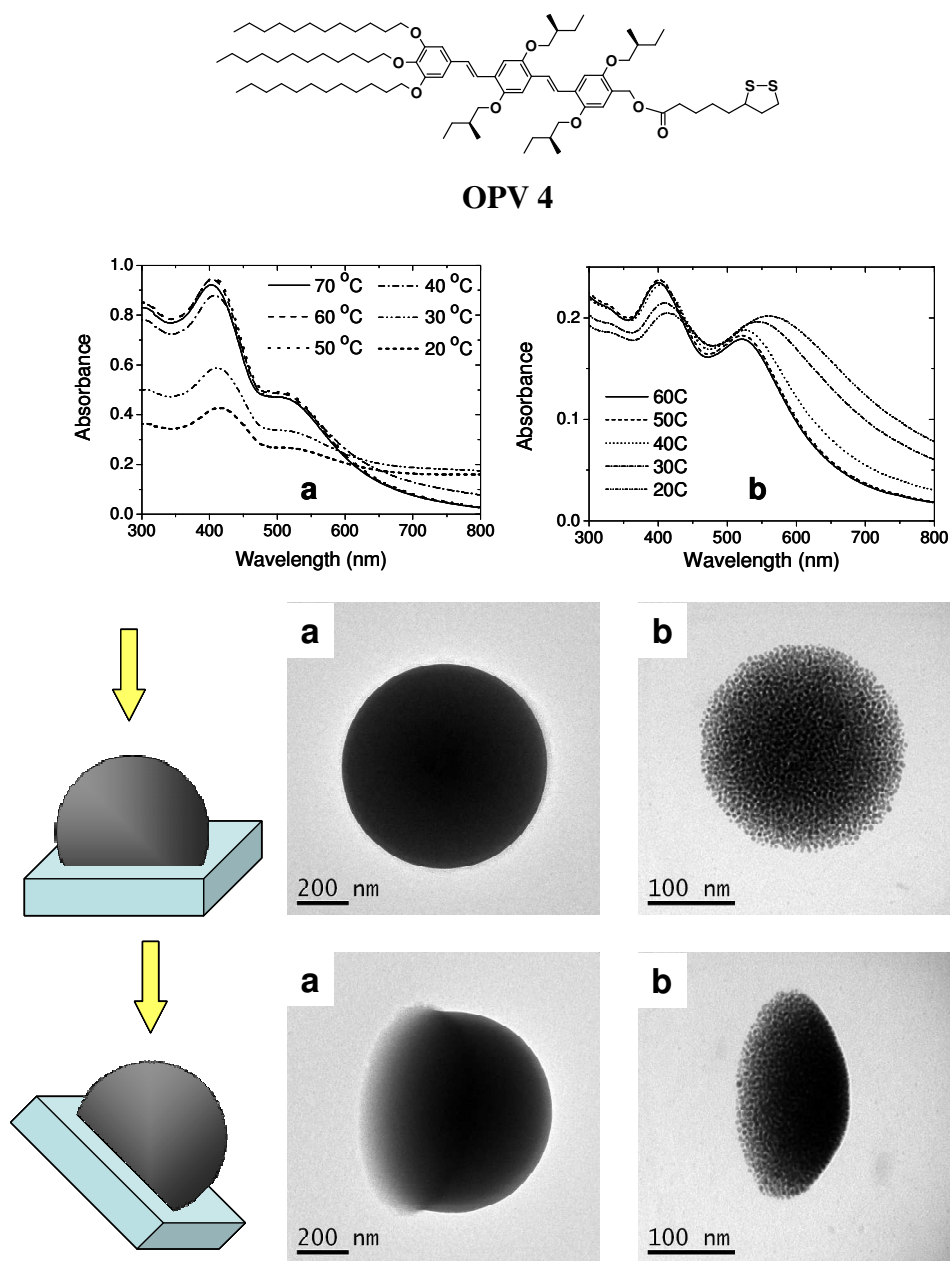 O
O
O
O
O
O
O
O
O
S-S
OPV 4
1.0
0.8
0.6
0.4
0.2
0.0
Absorbance
70 °C
60 °C
50 °C
40 °C
30 °C
20 °C
a
300 400 500 600 700 800
Wavelength (nm)
0.2
0.1
0.0
Absorbance
60C
50C
40C
30C
20C
b
300 400 500 600 700 800
Wavelength (nm)
a
200 nm
b
100 nm
a
200 nm
b
100 nm